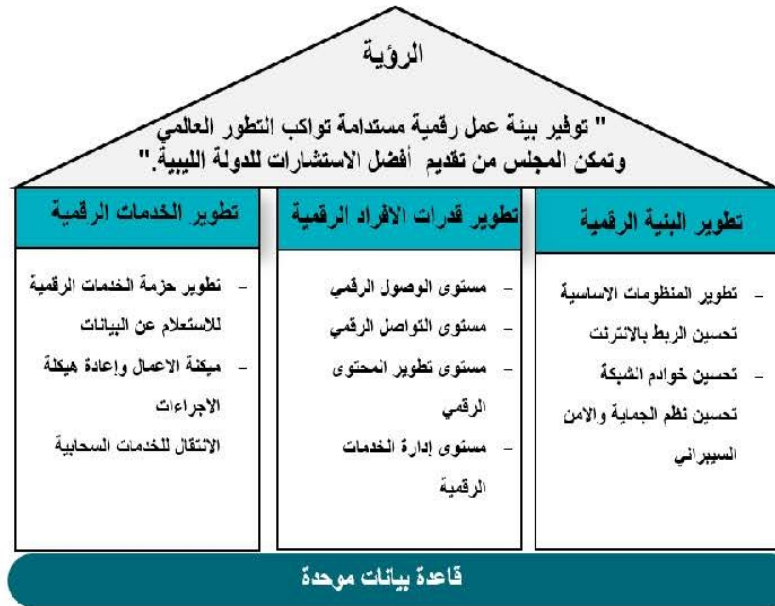 الرؤية
" توفير بيئة عمل رقمية مستدامة تواكب التطور العالمي
وتمكن المجلس من تقديم أفضل الاستشارات للدولة الليبية."
تطوير البنية الرقمية
- تطوير المنظومات الاساسية
تحسين الربط بالانترنت
- تحسين خوادم الشبكة
تحسين نظم الجماية والامن
السيبراني
تطوير قدرات الافراد الرقمية
- مستوى الوصول الرقمي
- مستوى التواصل الرقمي
- مستوى تطوير المحتوى
الرقمي
- مستوى إدارة الخدمات
الرقمية
تطوير الخدمات الرقمية
- تطوير حزمة الخدمات الرقمية
للاستعلام عن البيانات
- ميكنة الاعمال وإعادة هيكلة
الاجراءات
الانتقال للخدمات السحابية
قاعدة بيانات موحدة